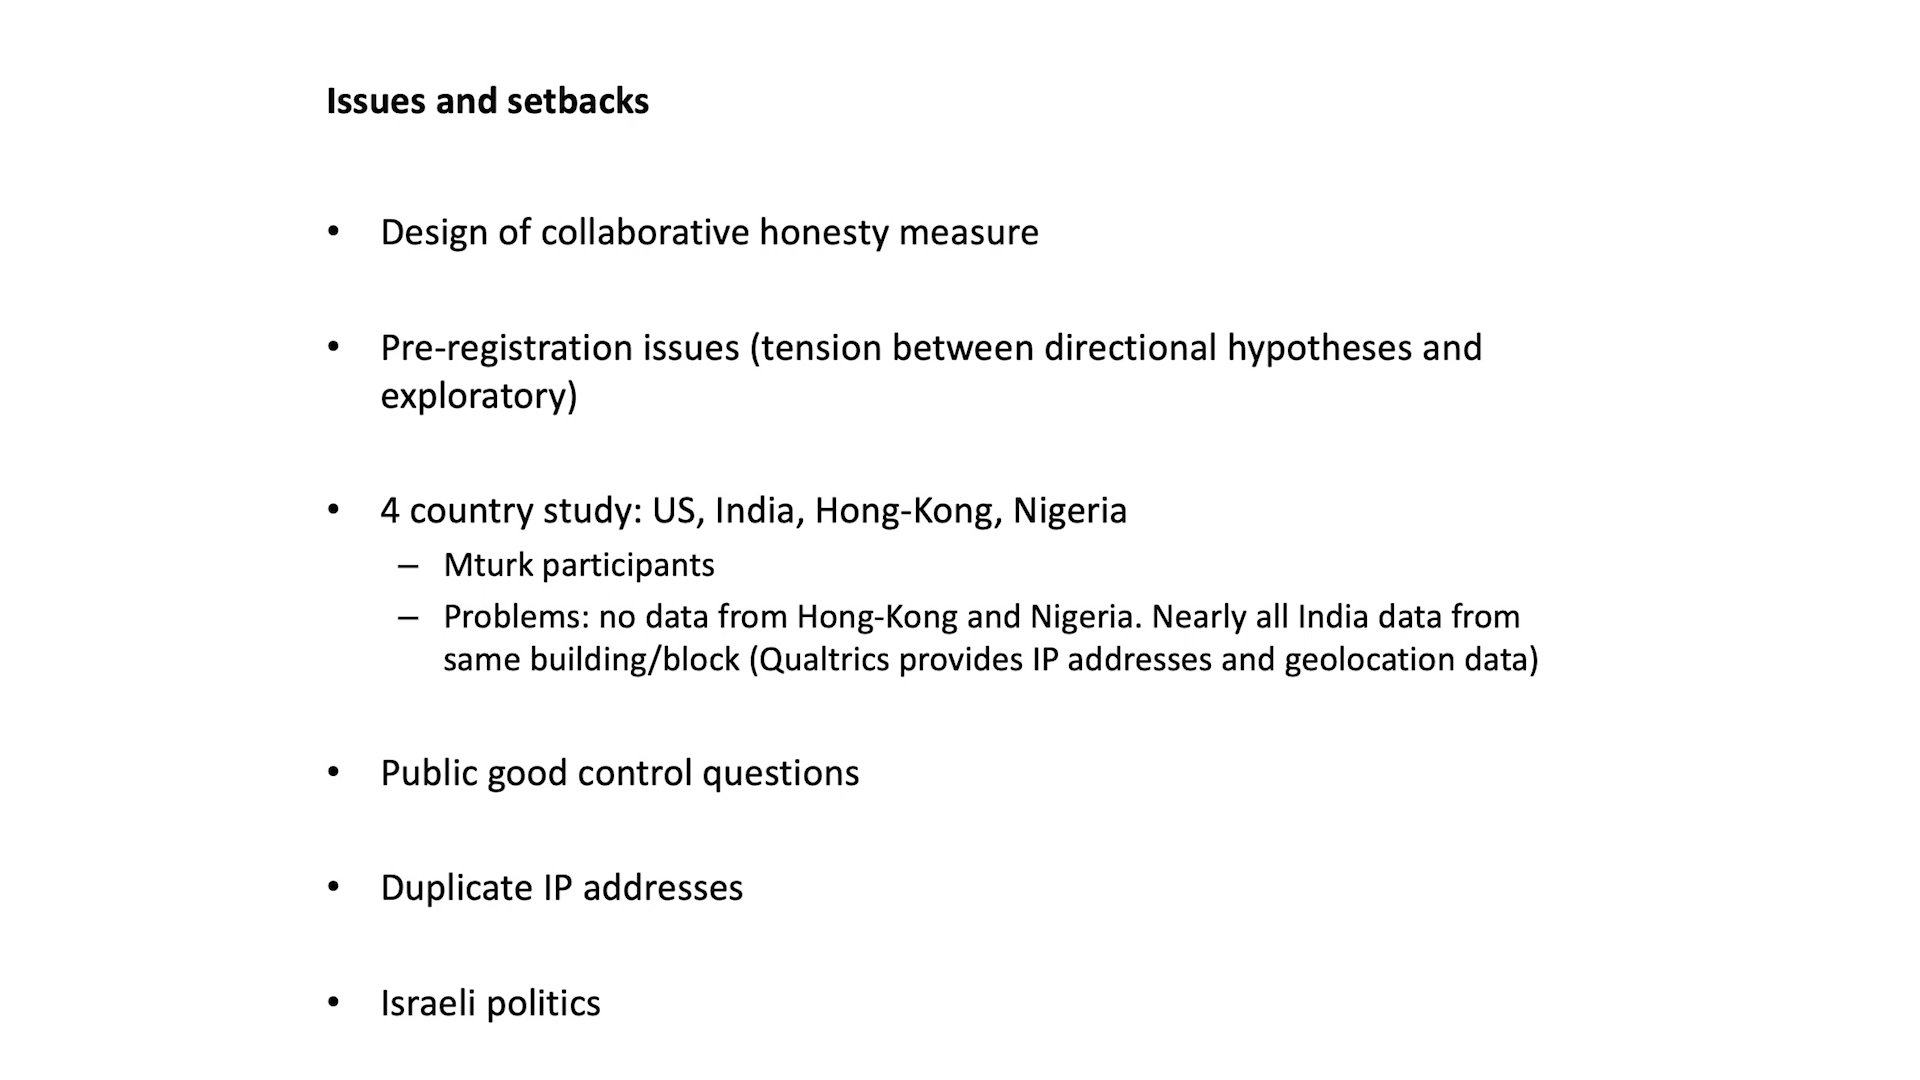 Issues and setbacks
• Design of collaborative honesty measure
• Pre-registration issues (tension between directional hypotheses and
exploratory)
• 4 country study: US, India, Hong-Kong, Nigeria
– Mturk participants
– Problems: no data from Hong-Kong and Nigeria. Nearly all India data from
same building/block (Qualtrics provides IP addresses and geolocation data)
• Public good control questions
• Duplicate IP addresses
• Israeli politics